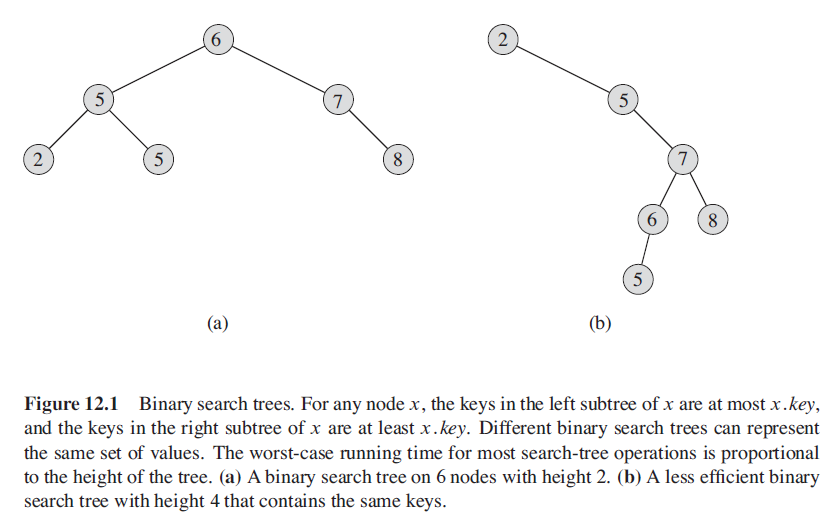 6
2
5
7
5
2
5
8
7
6
8
5
(a)
(b)
Figure 12.1 Binary search trees. For any node x, the keys in the left subtree of x are at most x.key,
and the keys in the right subtree of x are at least x.key. Different binary search trees can represent
the same set of values. The worst-case running time for most search-tree operations is proportional
to the height of the tree. (a) A binary search tree on 6 nodes with height 2. (b) A less efficient binary
search tree with height 4 that contains the same keys.